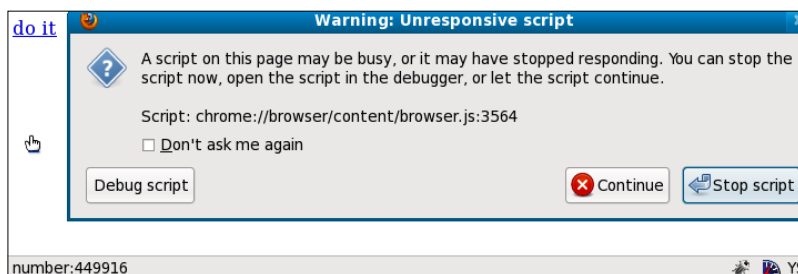 do it
Warning: Unresponsive script
A script on this page may be busy, or it may have stopped responding. You can stop the
script now, open the script in the debugger, or let the script continue.
Script: chrome://browser/content/browser.js:3564
Don't ask me again
Debug script
Continue
Stop script
number:449916